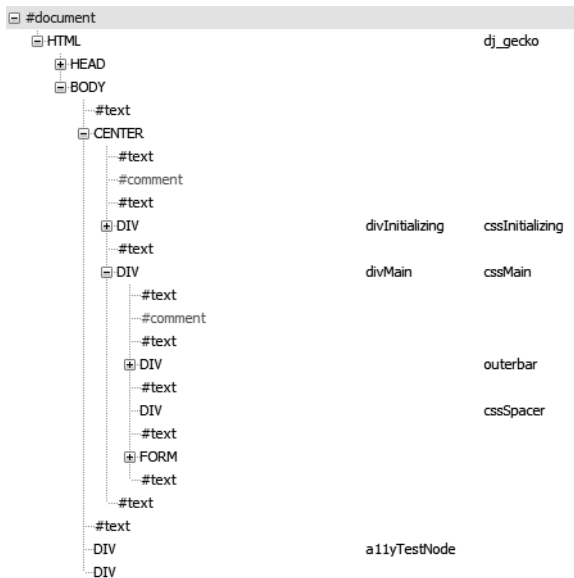 #document
HTML dj_gecko
HEAD
BODY
#text
CENTER
#text
#comment
#text
DIV divInitializing cssInitializing
#text
DIV divMain cssMain
#text
#comment
#text
DIV outerbar
#text
DIV cssSpacer
#text
FORM
#text
#text
#text
DIV a11yTestNode
DIV